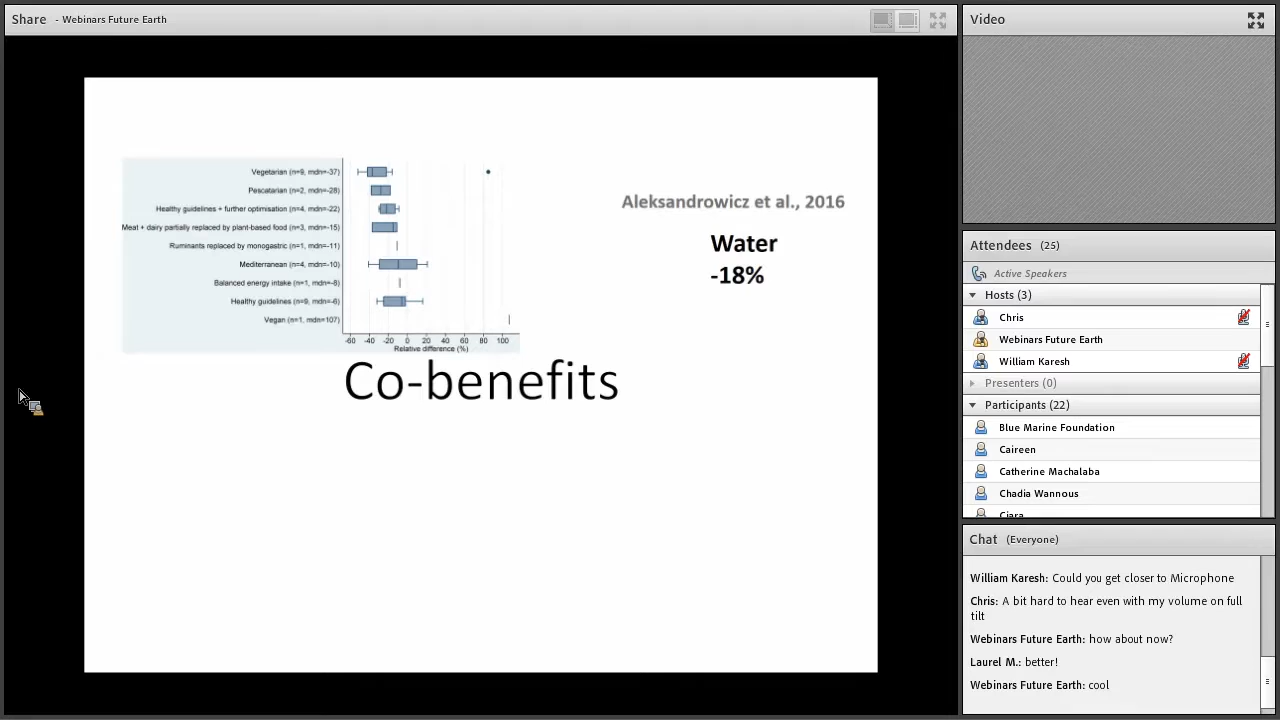 Share - Webinars Future Earth
Vegetarian (n=9, mdn=-37)
Pescatarian (n=2, mdn=-28)
Healthy guidelines + further optimisation (n=4, mdn=-22)
Meat + dairy partially replaced by plant-based food (n=3, mdn=-15)
Ruminants replaced by monogastric (n=1, mdn=-11)
Mediterranean (n=4, mdn=-10)
Balanced energy intake (n=1, mdn=-8)
Healthy guidelines (n=9, mdn=-6)
Vegan (n=1, mdn=107)
-60 -40 -20 0 20 40 60 80 100
Relative difference (%)
Aleksandrowicz et al., 2016
Water
-18%
Co-benefits
Video
Attendees (25)
Active Speakers
Hosts (3)
Chris
Webinars Future Earth
William Karesh
Presenters (0)
Participants (22)
Blue Marine Foundation
Caireen
Catherine Machalaba
Chadia Wannous
Ciara
Chat (Everyone)
William Karesh: Could you get closer to Microphone
Chris: A bit hard to hear even with my volume on full
tilt
Webinars Future Earth: how about now?
Laurel M.: better!
Webinars Future Earth: cool